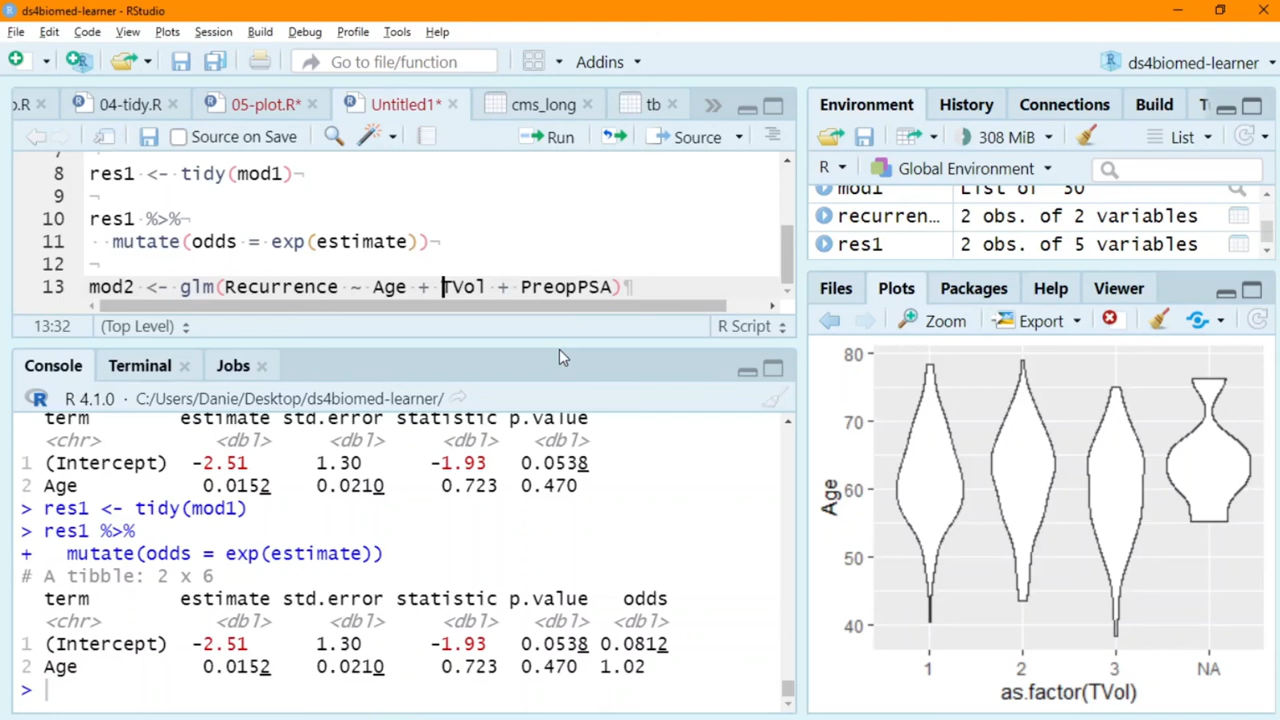 ds4biomed-learner - RStudio
File Edit Code View Plots Session Build Debug Profile Tools Help
Go to file/function Addins ds4biomed-learner
o.R 04-tidy.R 05-plot.R* Untitled1* cms_long tb
Source on Save Run Source
8 res1 <- tidy(mod1)¬
9 ¬
10 res1 %>%¬
11 mutate(odds = exp(estimate))¬
12 ¬
13 mod2 <- glm(Recurrence ~ Age + TVol + PreopPSA)¶
13:32 (Top Level) R Script
Console Terminal Jobs
R 4.1.0 · C:/Users/Danie/Desktop/ds4biomed-learner/
term estimate std.error statistic p.value
<chr> <dbl> <dbl> <dbl> <dbl>
1 (Intercept) -2.51 1.30 -1.93 0.0538
2 Age 0.0152 0.0210 0.723 0.470
> res1 <- tidy(mod1)
> res1 %>%
+ mutate(odds = exp(estimate))
# A tibble: 2 x 6
term estimate std.error statistic p.value odds
<chr> <dbl> <dbl> <dbl> <dbl> <dbl>
1 (Intercept) -2.51 1.30 -1.93 0.0538 0.0812
2 Age 0.0152 0.0210 0.723 0.470 1.02
>
Environment History Connections Build
308 MiB List
R Global Environment
mod1 List of 30
recurren... 2 obs. of 2 variables
res1 2 obs. of 5 variables
Files Plots Packages Help Viewer
Zoom Export
80
70
60
50
40
Age
1 2 3 NA
as.factor(TVol)